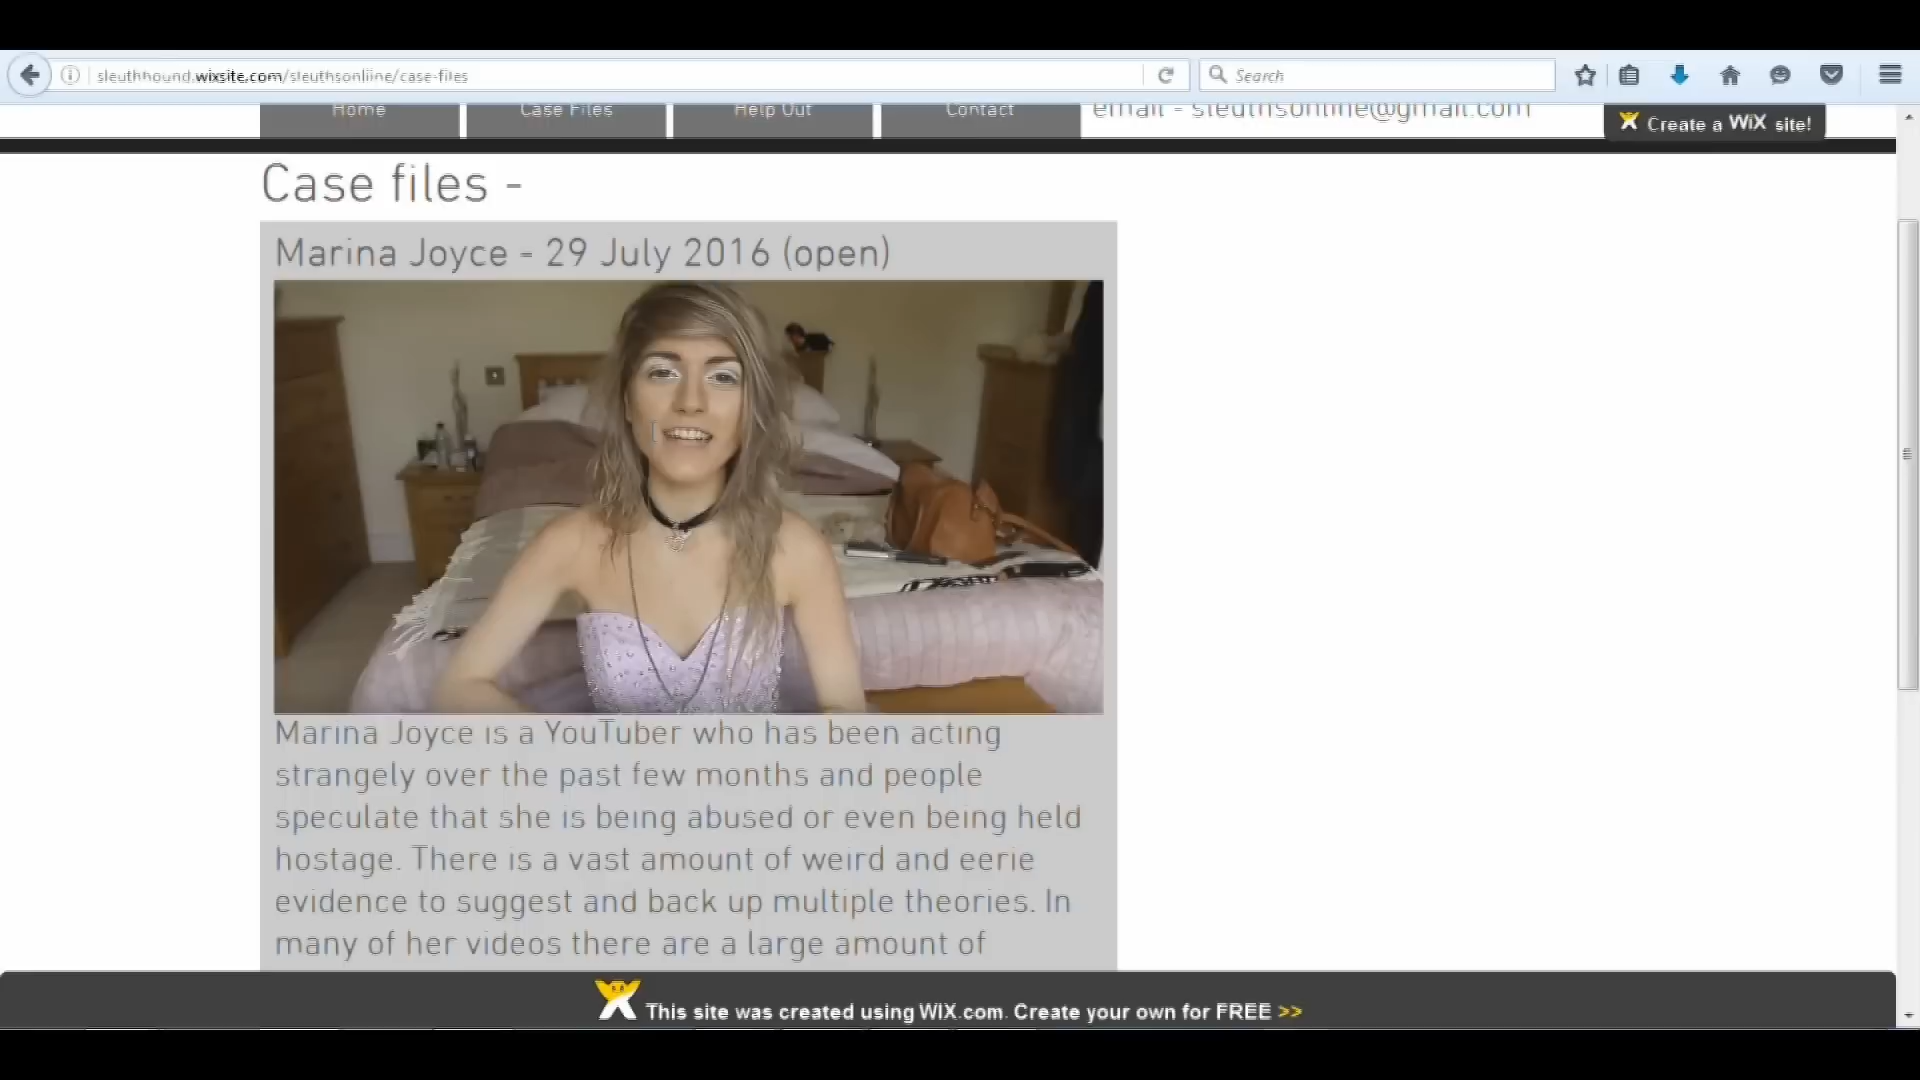 sleuthhound.wixsite.com/sleuthsonliine/case-files
Search
Home
Case Files
Help Out
Contact
email - sleuthsonline@gmail.com
Create a WiX site!
Case files -
Marina Joyce - 29 July 2016 (open)
Marina Joyce is a YouTuber who has been acting
strangely over the past few months and people
speculate that she is being abused or even being held
hostage. There is a vast amount of weird and eerie
evidence to suggest and back up multiple theories. In
many of her videos there are a large amount of
This site was created using WIX.com. Create your own for FREE >>